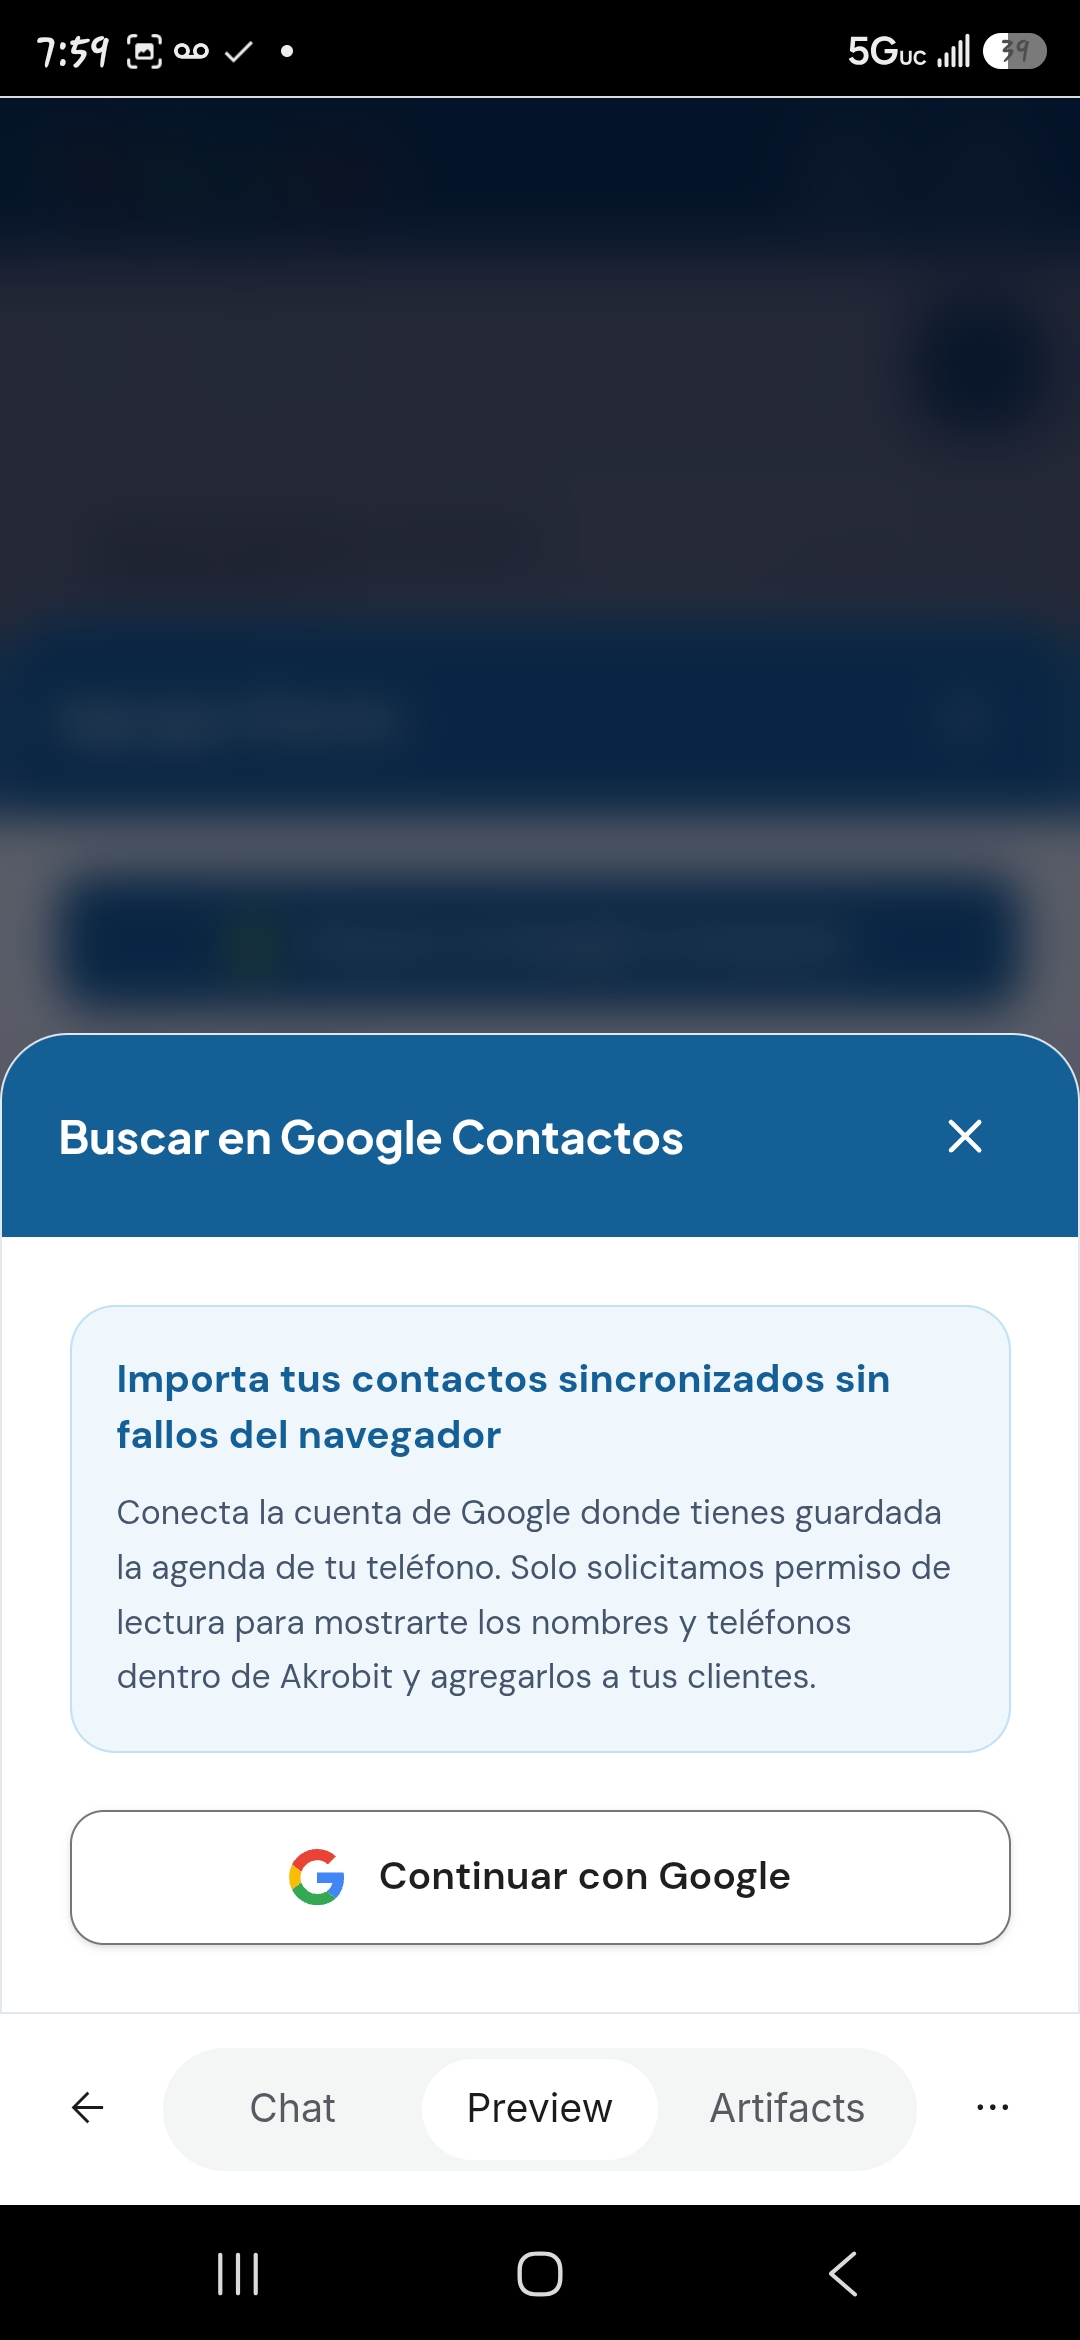 7:59
5GUC
39
Buscar en Google Contactos
Importa tus contactos sincronizados sin
fallos del navegador
Conecta la cuenta de Google donde tienes guardada
la agenda de tu teléfono. Solo solicitamos permiso de
lectura para mostrarte los nombres y teléfonos
dentro de Akrobit y agregarlos a tus clientes.
Continuar con Google
Chat
Preview
Artifacts